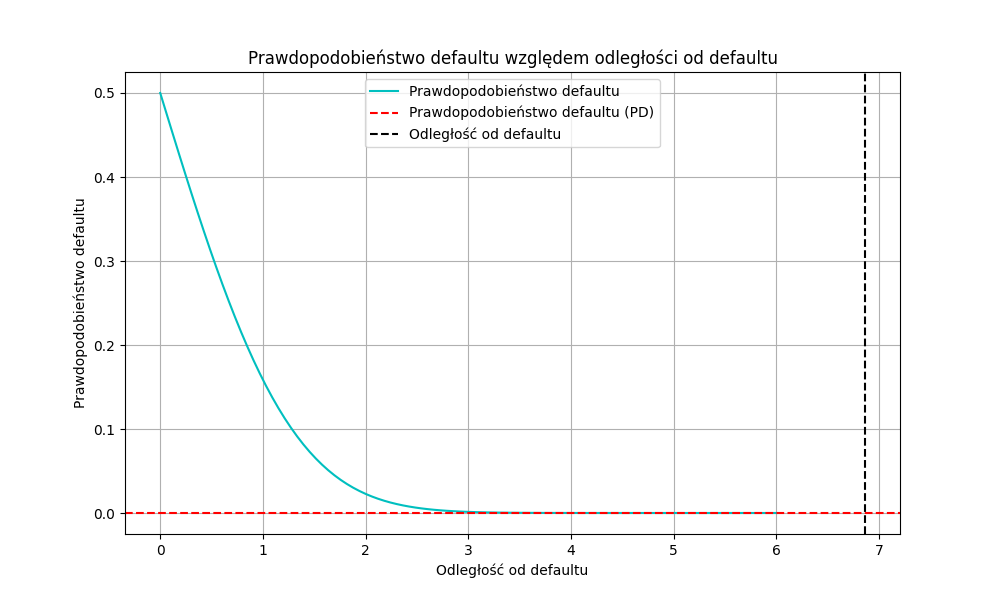 Prawdopodobieństwo defaultu względem odległości od defaultu
Prawdopodobieństwo defaultu
Prawdopodobieństwo defaultu (PD)
Odległość od defaultu
Prawdopodobieństwo defaultu
0.5
0.4
0.3
0.2
0.1
0.0
0 1 2 3 4 5 6 7
Odległość od defaultu